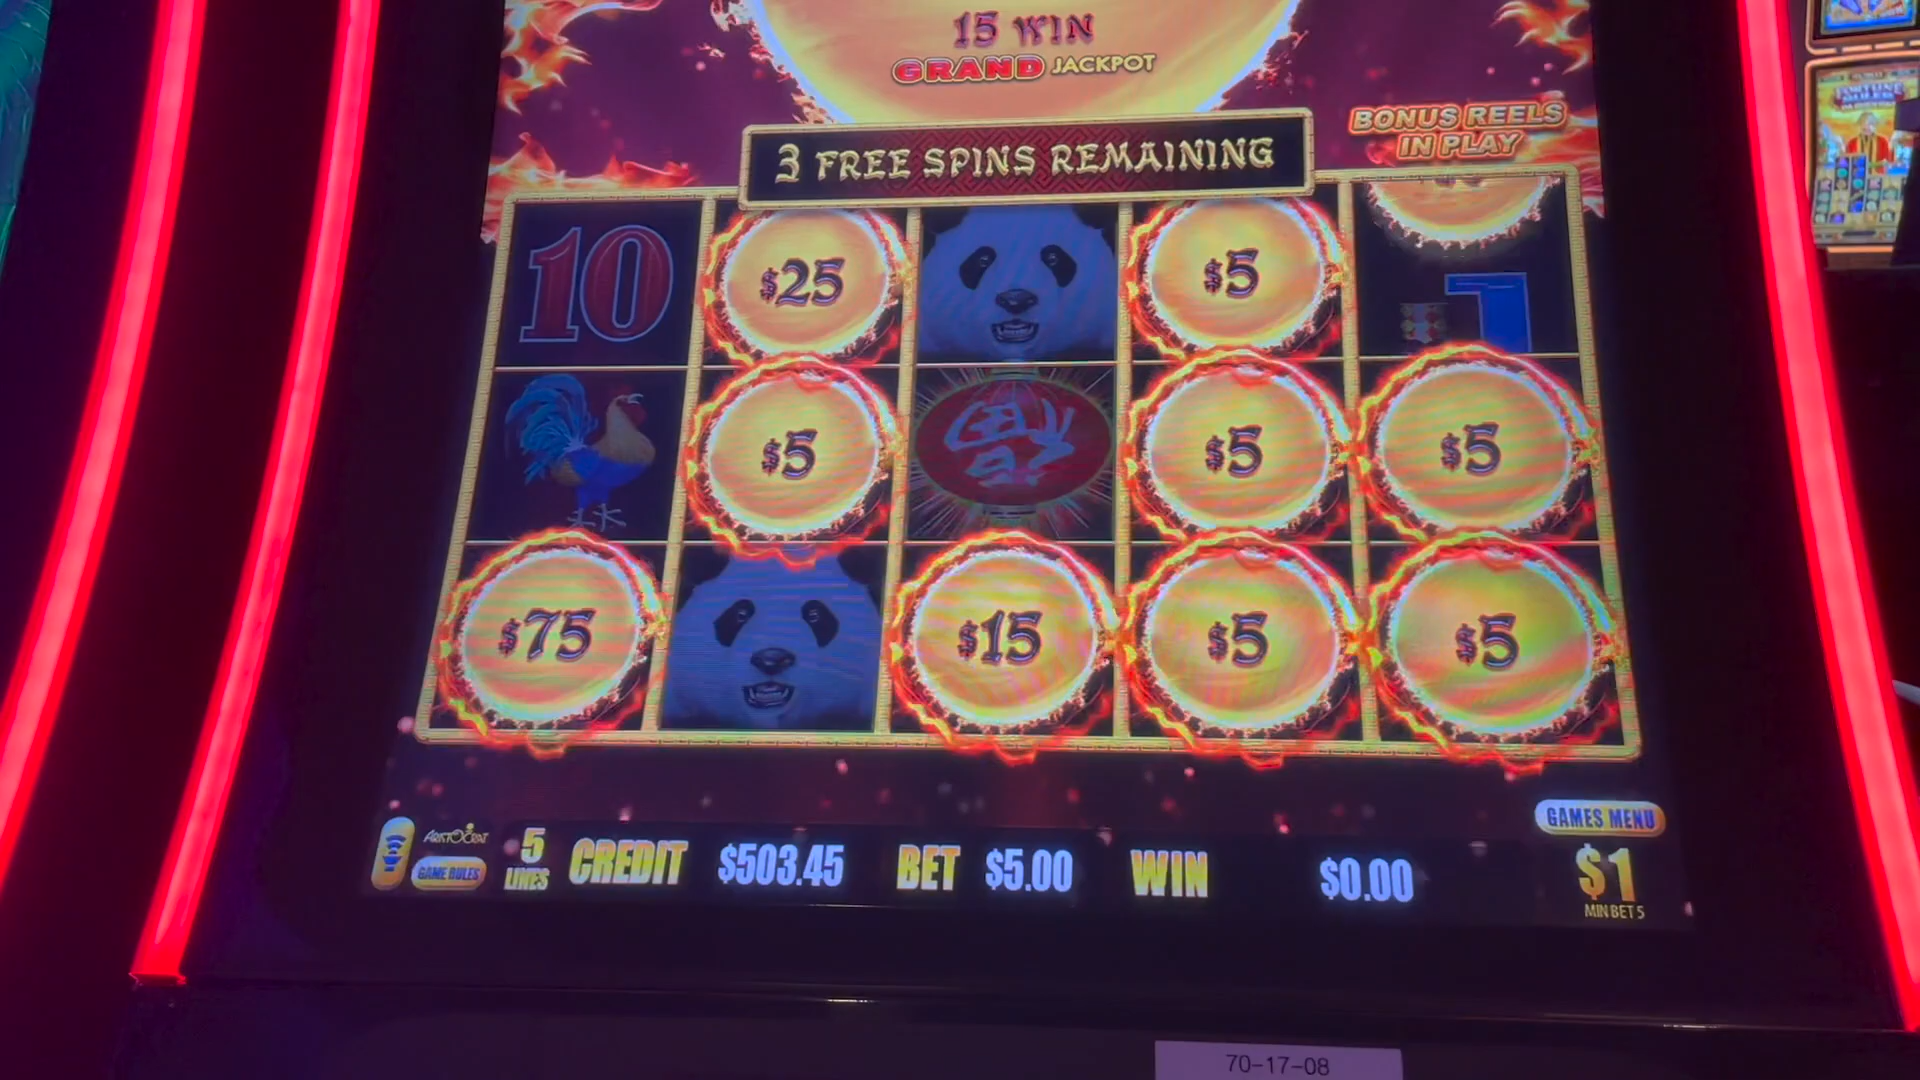 15 WIN
GRAND JACKPOT
3 FREE SPINS REMAINING
BONUS REELS
IN PLAY
10
$25
$5
$5
$5
$5
$75
$15
$5
$5
GAMES MENU
ARISTOCRAT
GAME RULES
5
LINES
CREDIT $503.45
BET $5.00
WIN $0.00
$1
MIN BET 5
70-17-08